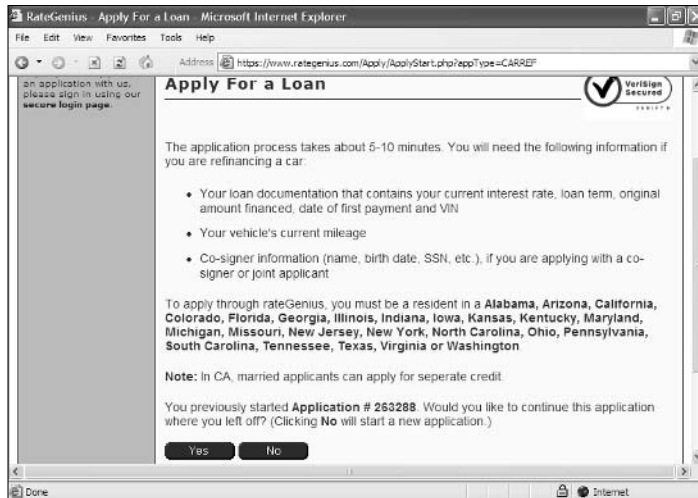 RateGenius - Apply For a Loan - Microsoft Internet Explorer
File Edit View Favorites Tools Help
Address https://www.rategenius.com/Apply/ApplyStart.php?appType=CARREF
an application with us,
please sign in using our
secure login page.
Apply For a Loan
VeriSign
Secured
VERIFY
The application process takes about 5-10 minutes. You will need the following information if
you are refinancing a car:
• Your loan documentation that contains your current interest rate, loan term, original
amount financed, date of first payment and VIN
• Your vehicle's current mileage
• Co-signer information (name, birth date, SSN, etc.), if you are applying with a co-
signer or joint applicant
To apply through rateGenius, you must be a resident in a Alabama, Arizona, California,
Colorado, Florida, Georgia, Illinois, Indiana, Iowa, Kansas, Kentucky, Maryland,
Michigan, Missouri, New Jersey, New York, North Carolina, Ohio, Pennsylvania,
South Carolina, Tennessee, Texas, Virginia or Washington.
Note: In CA, married applicants can apply for seperate credit.
You previously started Application # 263288. Would you like to continue this application
where you left off? (Clicking No will start a new application.)
Yes No
Done Internet